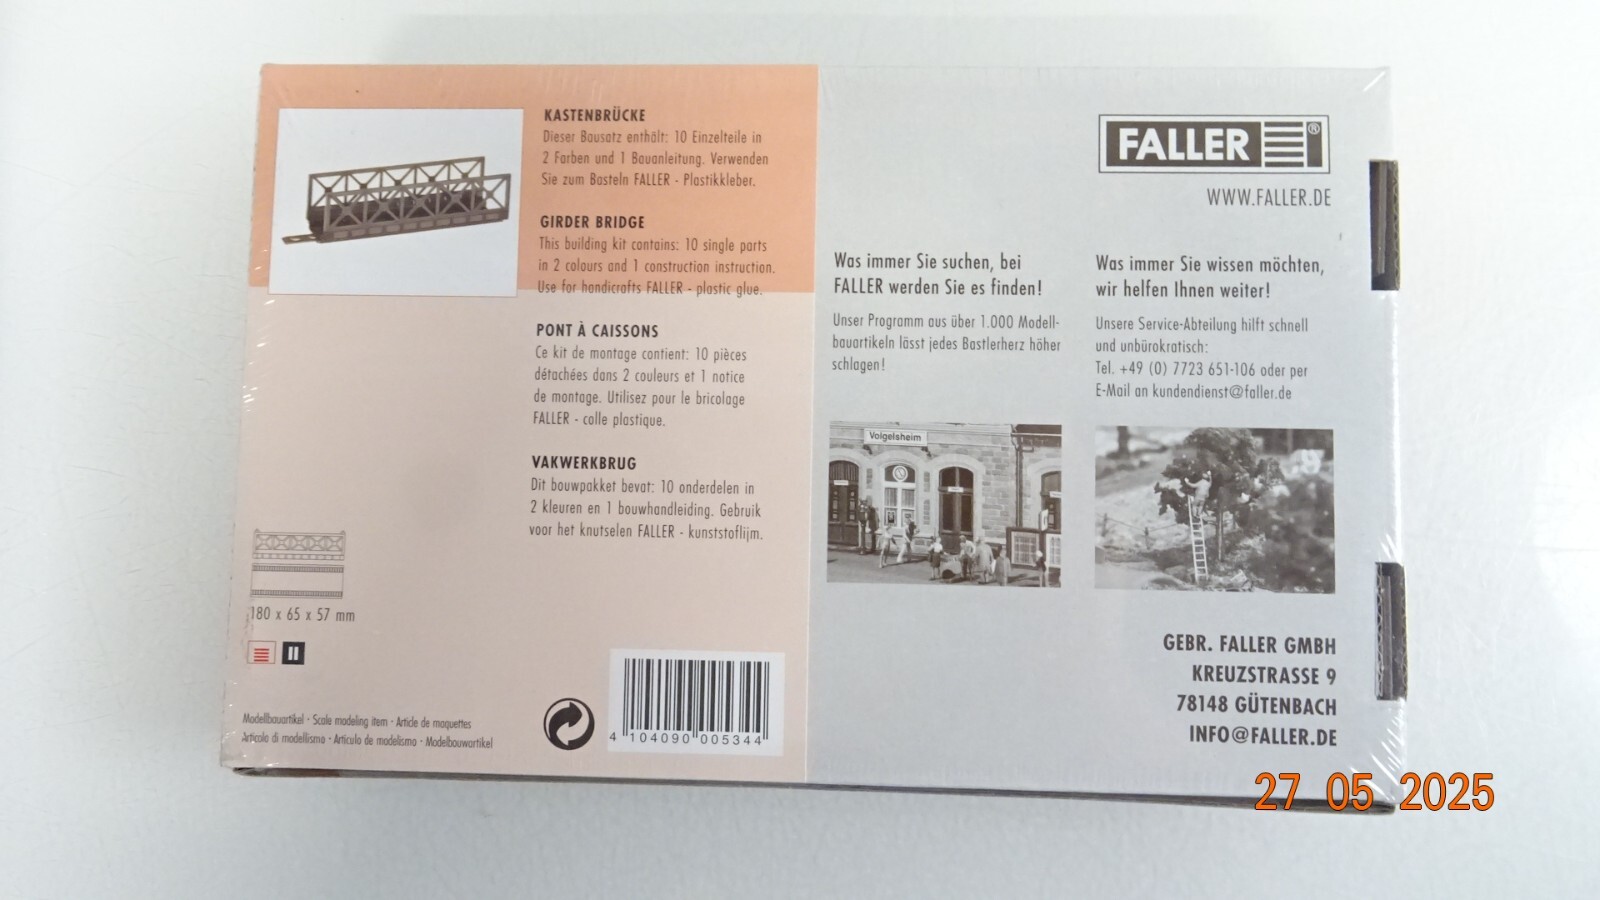 KASTENBRÜCKE
Dieser Bausatz enthält: 10 Einzelteile in
2 Farben und 1 Bauanleitung. Verwenden
Sie zum Basteln FALLER - Plastikkleber.
GIRDER BRIDGE
This building kit contains: 10 single parts
in 2 colours and 1 construction instruction.
Use for handicrafts FALLER - plastic glue.
PONT À CAISSONS
Ce kit de montage contient: 10 pièces
détachées dans 2 couleurs et 1 notice
de montage. Utilisez pour le bricolage
FALLER - colle plastique.
VAKWERKBRUG
Dit bouwpakket bevat: 10 onderdelen in
2 kleuren en 1 bouwhandleiding. Gebruik
voor het knutselen FALLER - kunststoflijm.
180 x 65 x 57 mm
II
Modellbauartikel · Scale modeling item · Article de maquettes
Articolo di modellismo · Artículo de modelismo · Modelbouwartikel
4 104090 005344
FALLER ®
WWW.FALLER.DE
Was immer Sie suchen, bei
FALLER werden Sie es finden!
Unser Programm aus über 1.000 Modell-
bauartikeln lässt jedes Bastlerherz höher
schlagen!
Volgelsheim
Was immer Sie wissen möchten,
wir helfen Ihnen weiter!
Unsere Service-Abteilung hilft schnell
und unbürokratisch:
Tel. +49 (0) 7723 651-106 oder per
E-Mail an kundendienst@faller.de
GEBR. FALLER GMBH
KREUZSTRASSE 9
78148 GÜTENBACH
INFO@FALLER.DE
27 05 2025